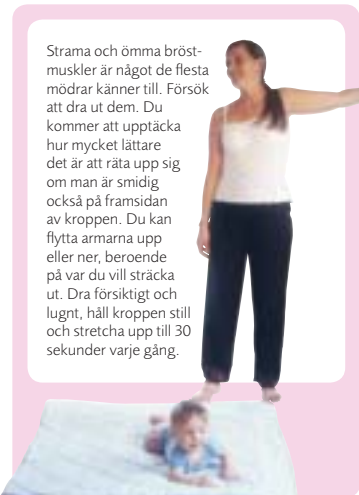 Strama och ömma bröst-
muskler är något de flesta
mödrar känner till. Försök
att dra ut dem. Du
kommer att upptäcka
hur mycket lättare
det är att räta upp sig
om man är smidig
också på framsidan
av kroppen. Du kan
flytta armarna upp
eller ner, beroende
på var du vill sträcka
ut. Dra försiktigt och
lugnt, håll kroppen still
och stretcha upp till 30
sekunder varje gång.